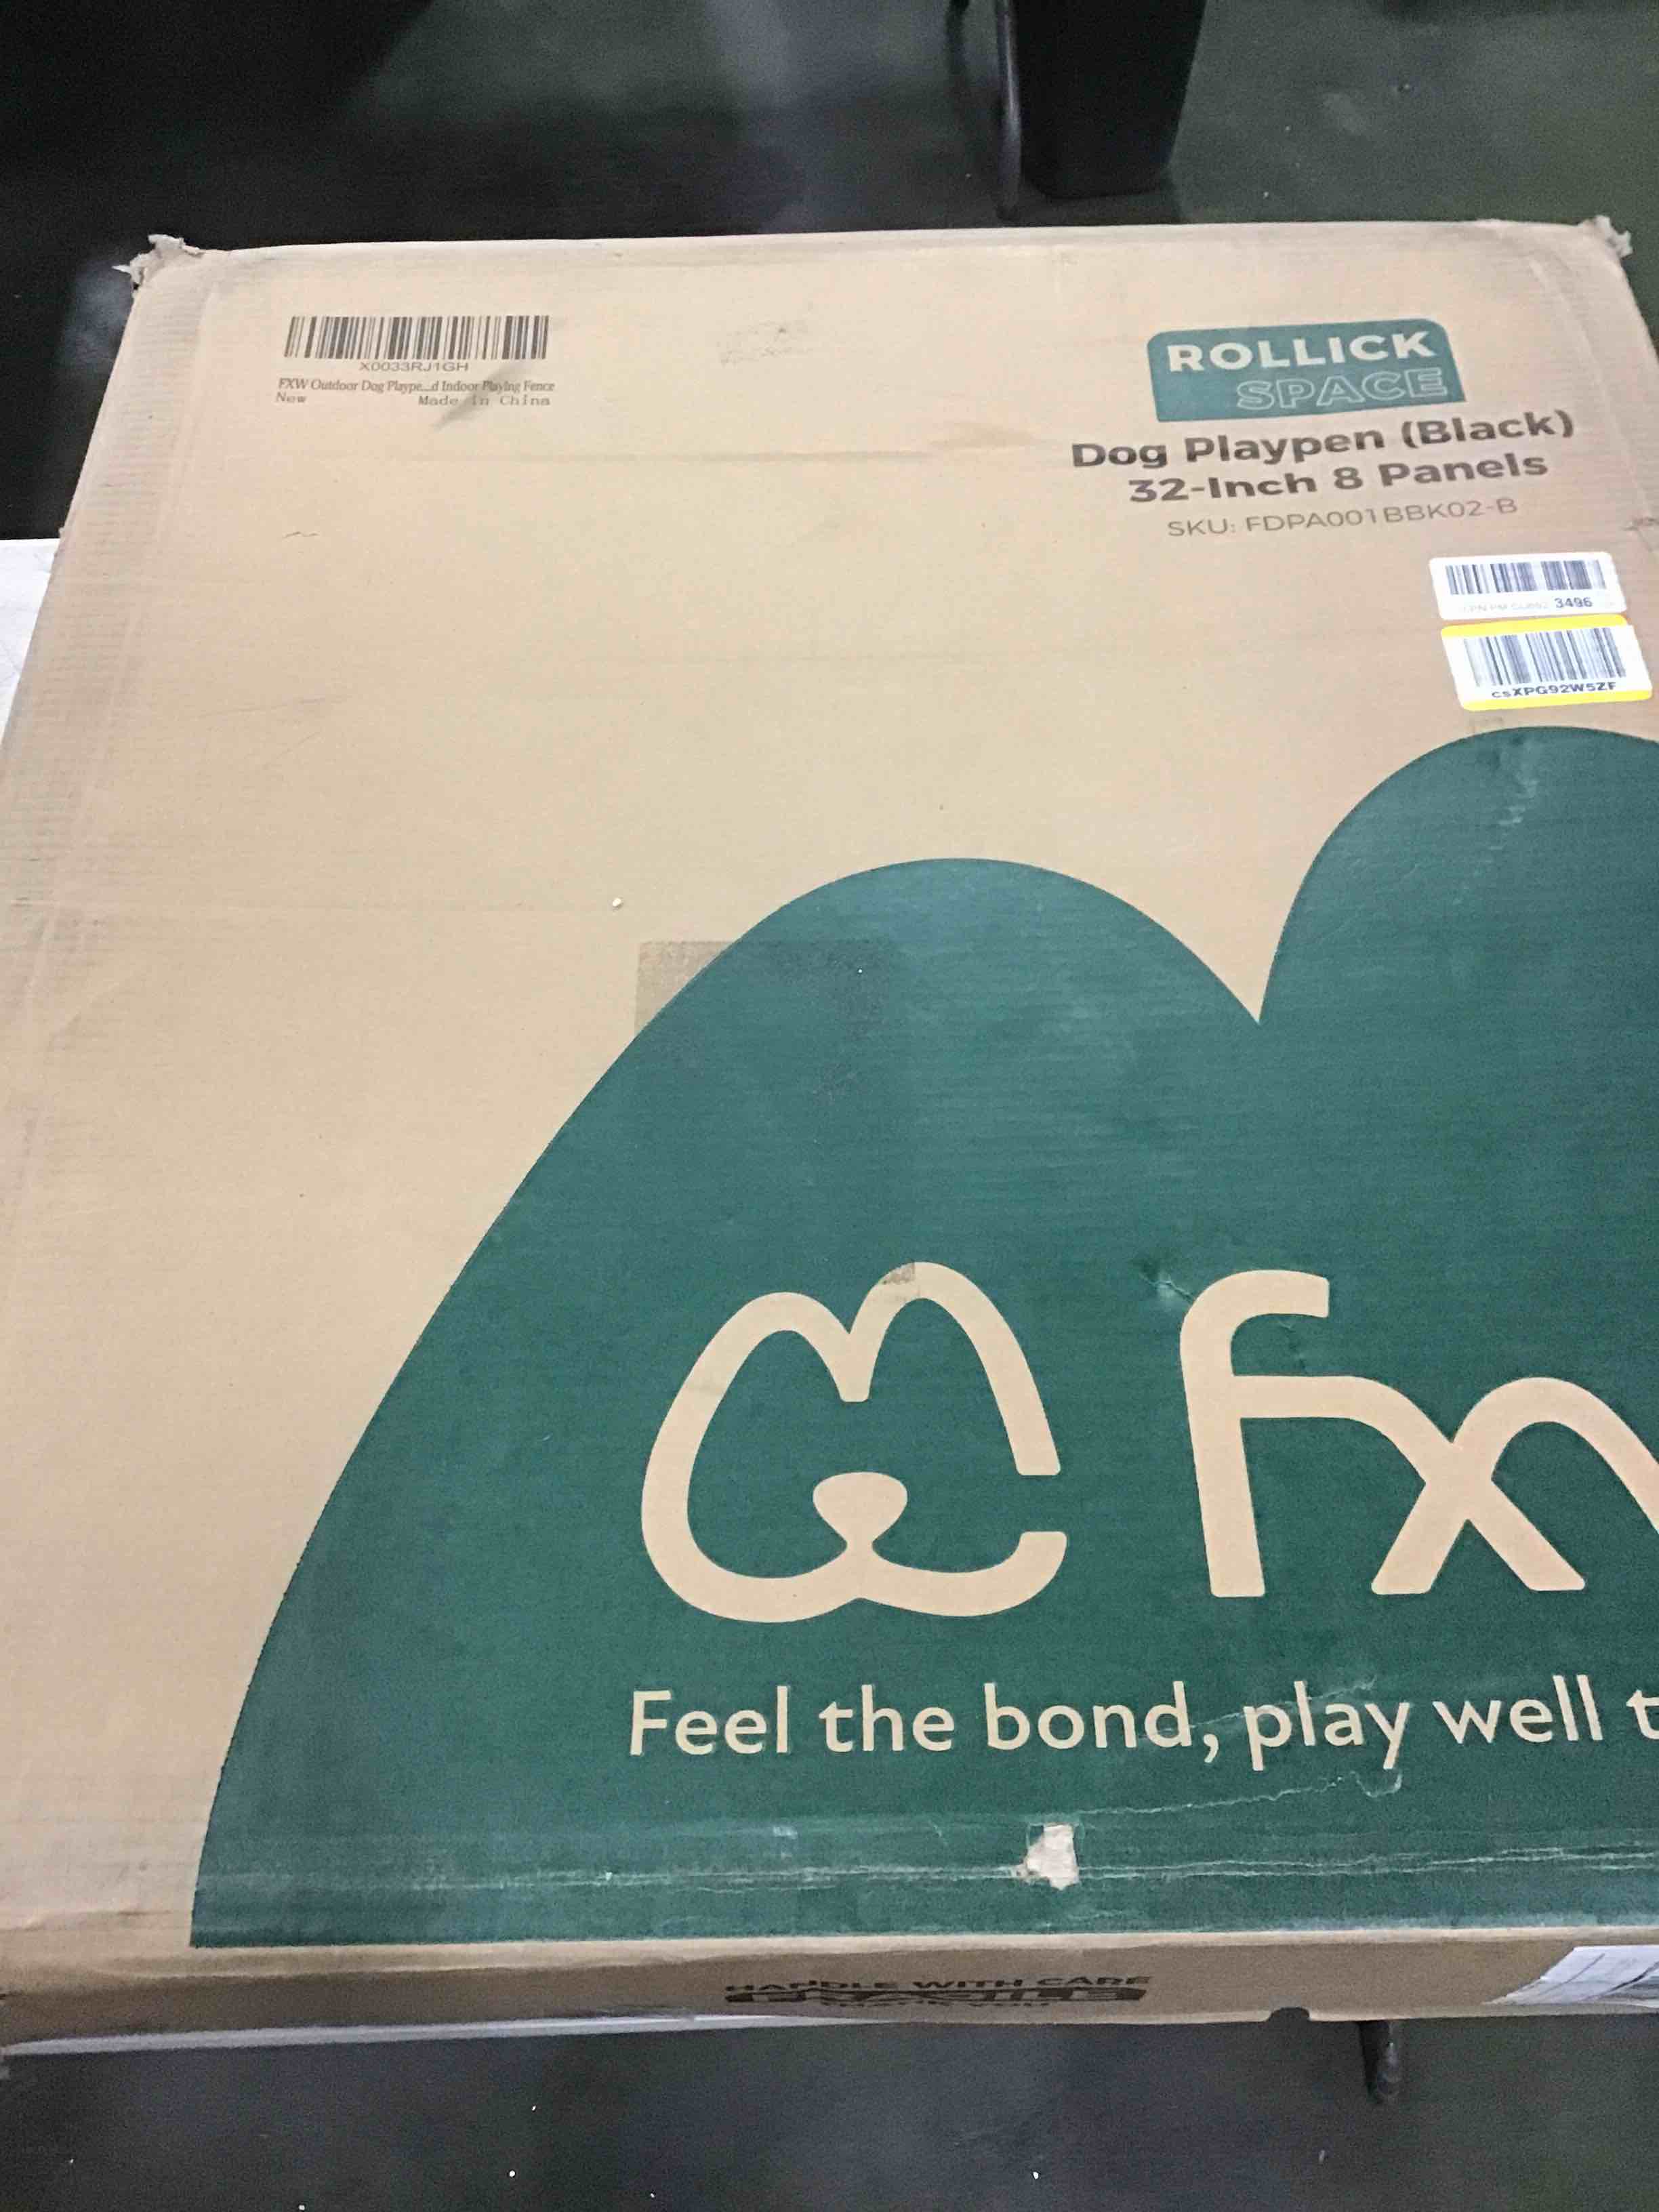 X0033RJ1GH
FXW Outdoor Dog Plaype...d Indoor Playing Fence
New Made in China
ROLLICK
SPACE
Dog Playpen (Black)
32-Inch 8 Panels
SKU: FDPA001BBK02-B
3496
csXPG92W5ZF
fx
Feel the bond, play well t
HANDLE WITH CARE